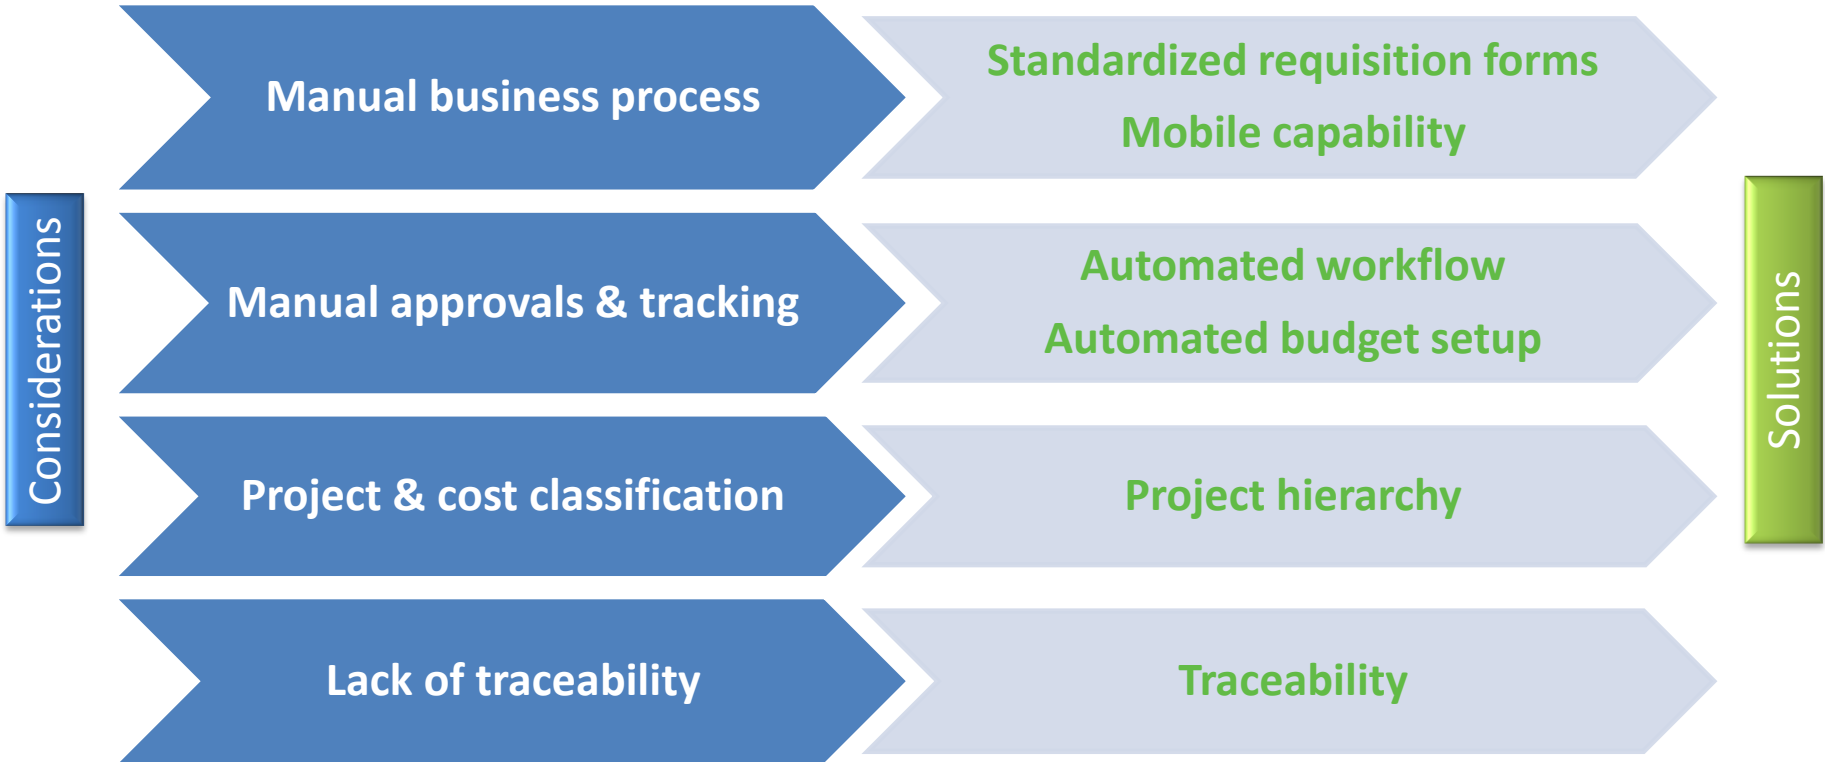 Considerations
Manual business process
Standardized requisition forms
Mobile capability
Manual approvals & tracking
Automated workflow
Automated budget setup
Project & cost classification
Project hierarchy
Lack of traceability
Traceability
Solutions